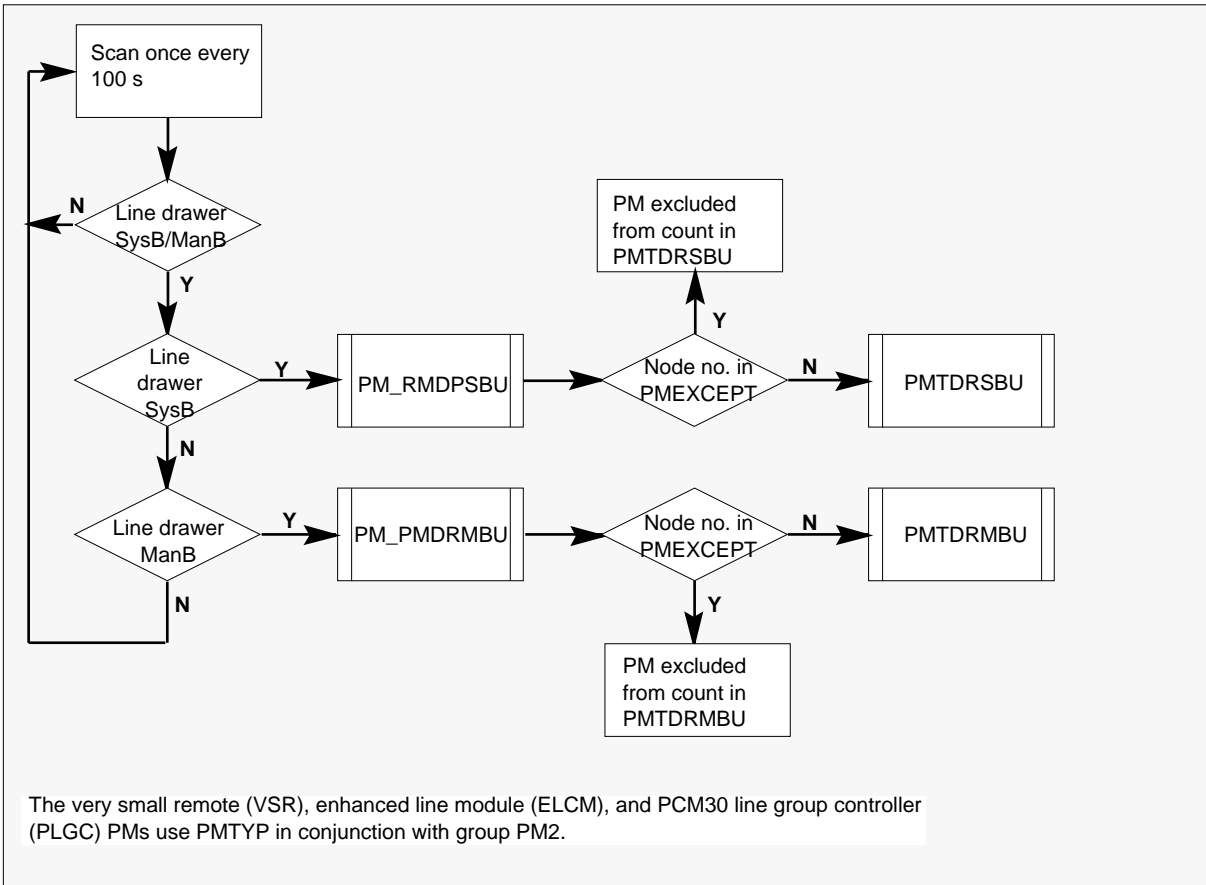 Scan once every
100 s
N
Line drawer
SysB/ManB
Y
PM excluded
from count in
PMTDRSBU
Y
Line
drawer
SysB
Y
PM_RMDPSBU
Node no. in
PMEXCEPT
N
PMTDRSBU
N
Line drawer
ManB
Y
PM_PMDRMBU
Node no. in
PMEXCEPT
N
PMTDRMBU
N
Y
PM excluded
from count in
PMTDRMBU
The very small remote (VSR), enhanced line module (ELCM), and PCM30 line group controller
(PLGC) PMs use PMTYP in conjunction with group PM2.